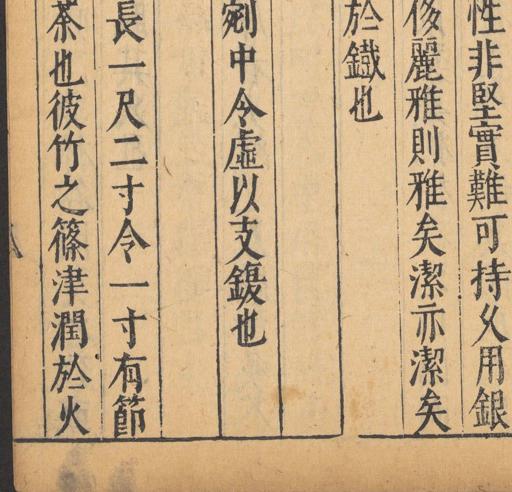 性非堅實難可持久用銀
侈麗雅則雅矣潔亦潔矣
於鐵也
剜中令虛以支鍑也
長一尺二寸令一寸有節
茶也彼竹之篠津潤於火